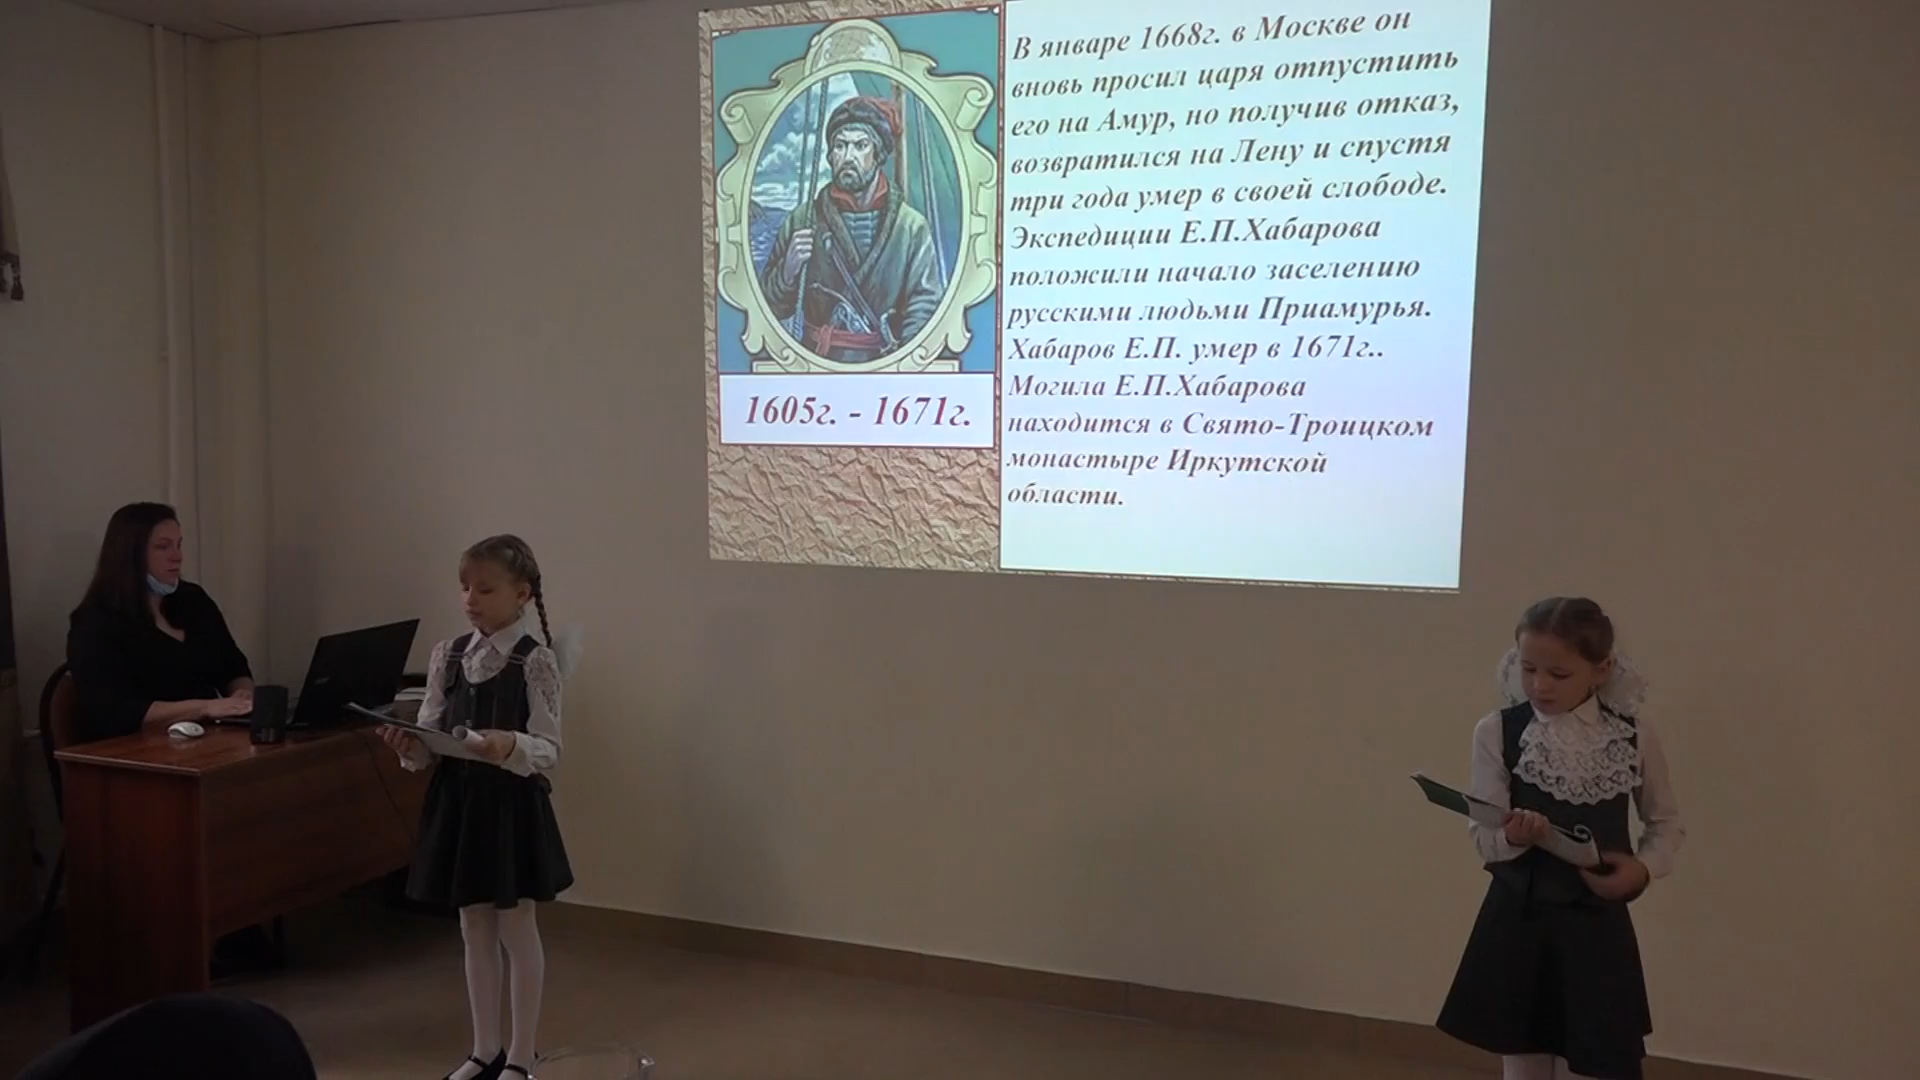 1605г. - 1671г.
В январе 1668г. в Москве он
вновь просил царя отпустить
его на Амур, но получив отказ,
возвратился на Лену и спустя
три года умер в своей слободе.
Экспедиции Е.П.Хабарова
положили начало заселению
русскими людьми Приамурья.
Хабаров Е.П. умер в 1671г..
Могила Е.П.Хабарова
находится в Свято-Троицком
монастыре Иркутской
области.